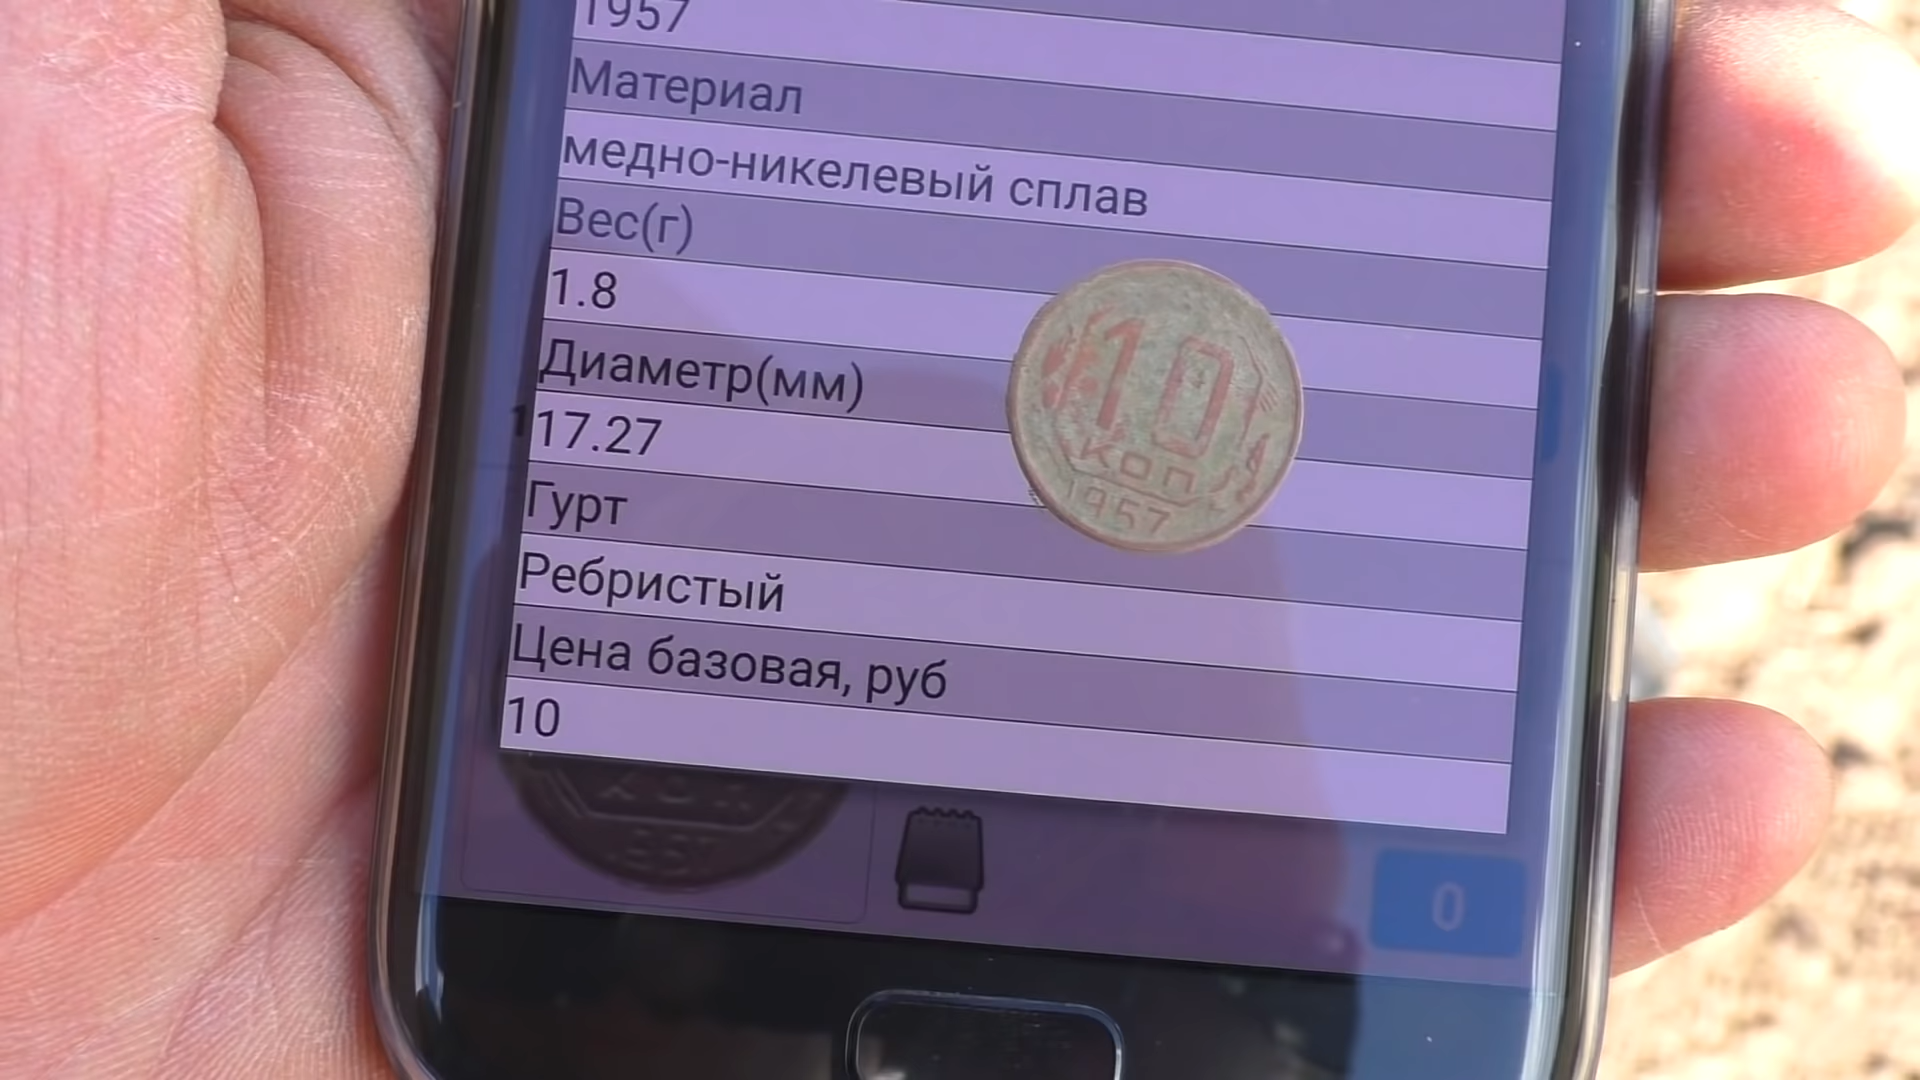 1957
Материал
медно-никелевый сплав
Вес(г)
1.8
Диаметр(мм)
17.27
Гурт
Ребристый
Цена базовая, руб
10
10
КОП
1957
0